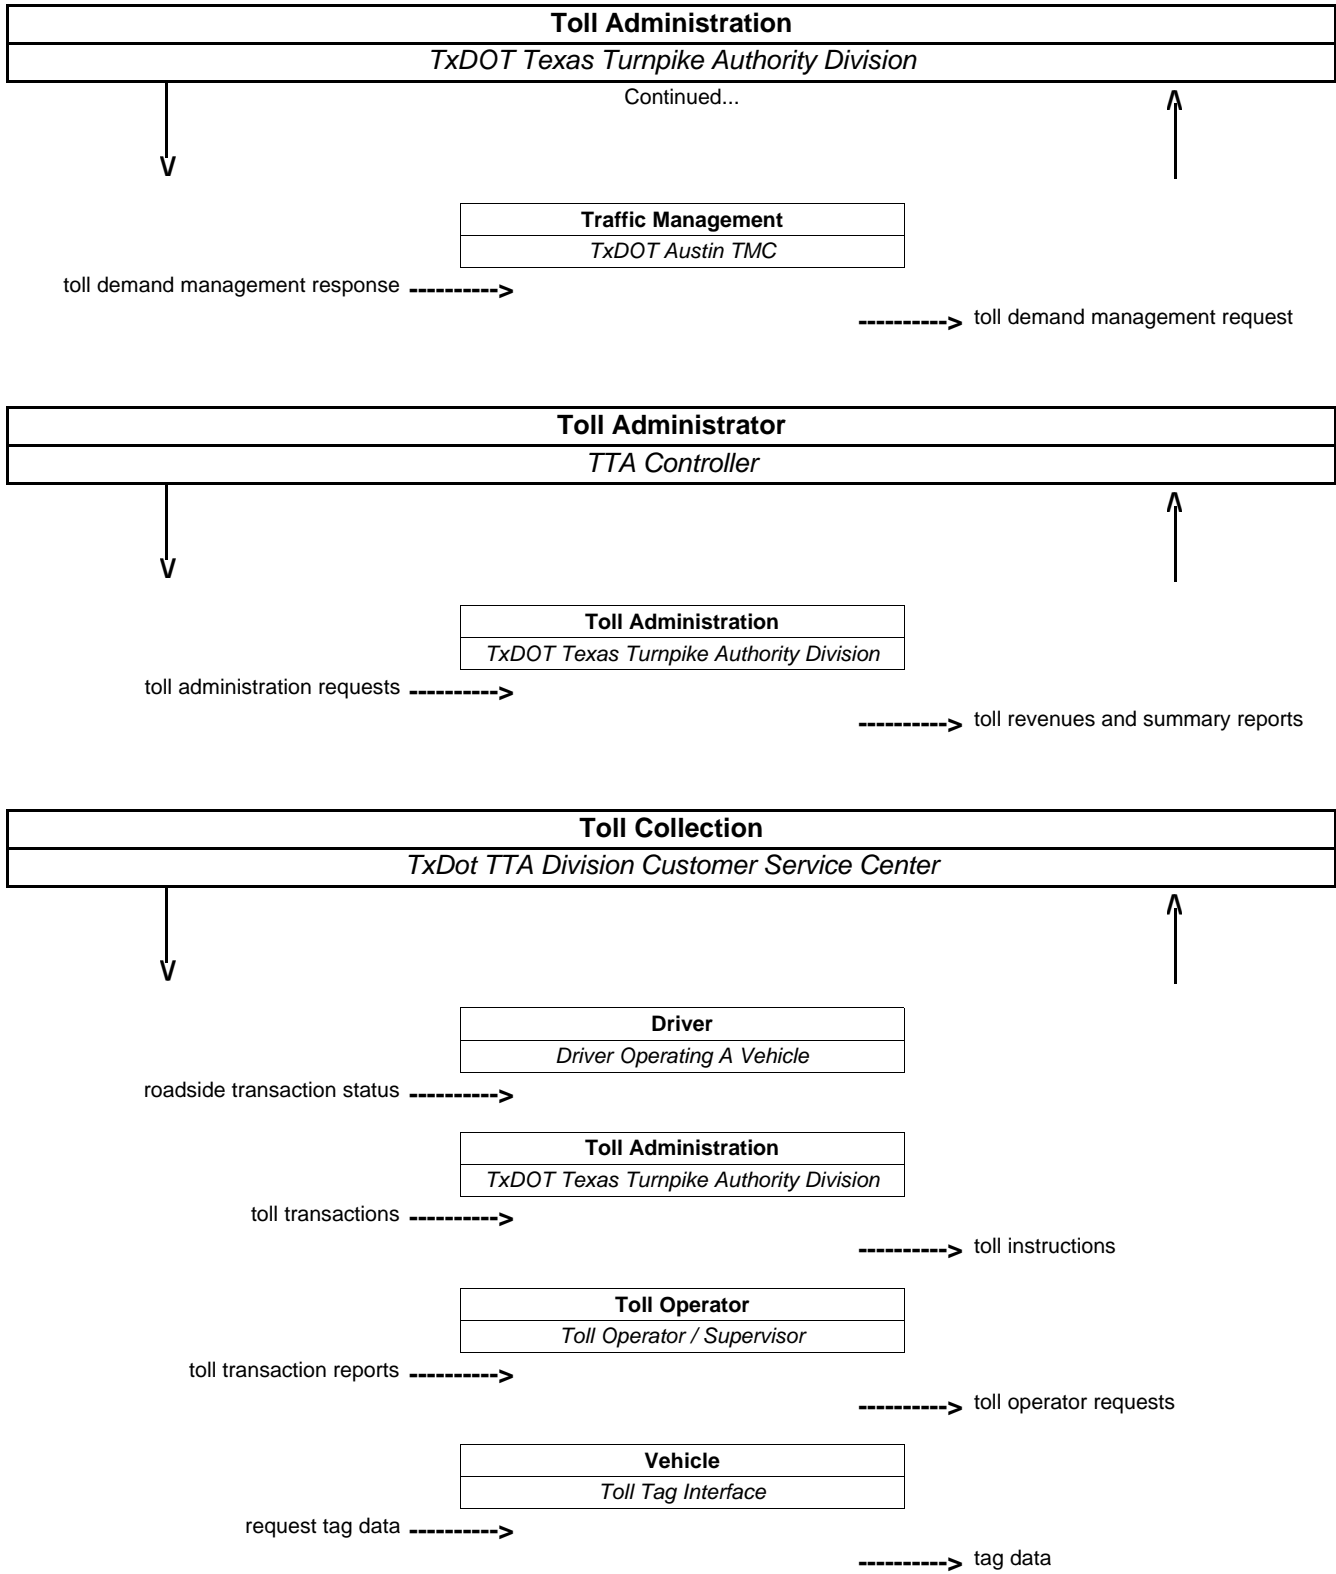 Toll Administration
TxDOT Texas Turnpike Authority Division
Continued...
Traffic Management
TxDOT Austin TMC
toll demand management response
toll demand management request
Toll Administrator
TTA Controller
Toll Administration
TxDOT Texas Turnpike Authority Division
toll administration requests
toll revenues and summary reports
Toll Collection
TxDot TTA Division Customer Service Center
Driver
Driver Operating A Vehicle
roadside transaction status
Toll Administration
TxDOT Texas Turnpike Authority Division
toll transactions
toll instructions
Toll Operator
Toll Operator / Supervisor
toll transaction reports
toll operator requests
Vehicle
Toll Tag Interface
request tag data
tag data